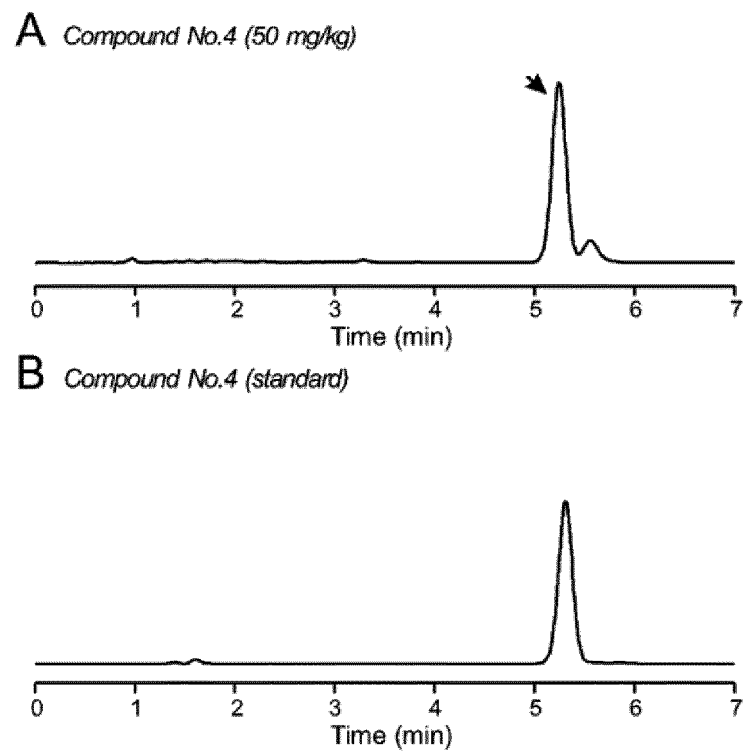 A Compound No.4 (50 mg/kg)
0 1 2 3 4 5 6 7
Time (min)
B Compound No.4 (standard)
0 1 2 3 4 5 6 7
Time (min)